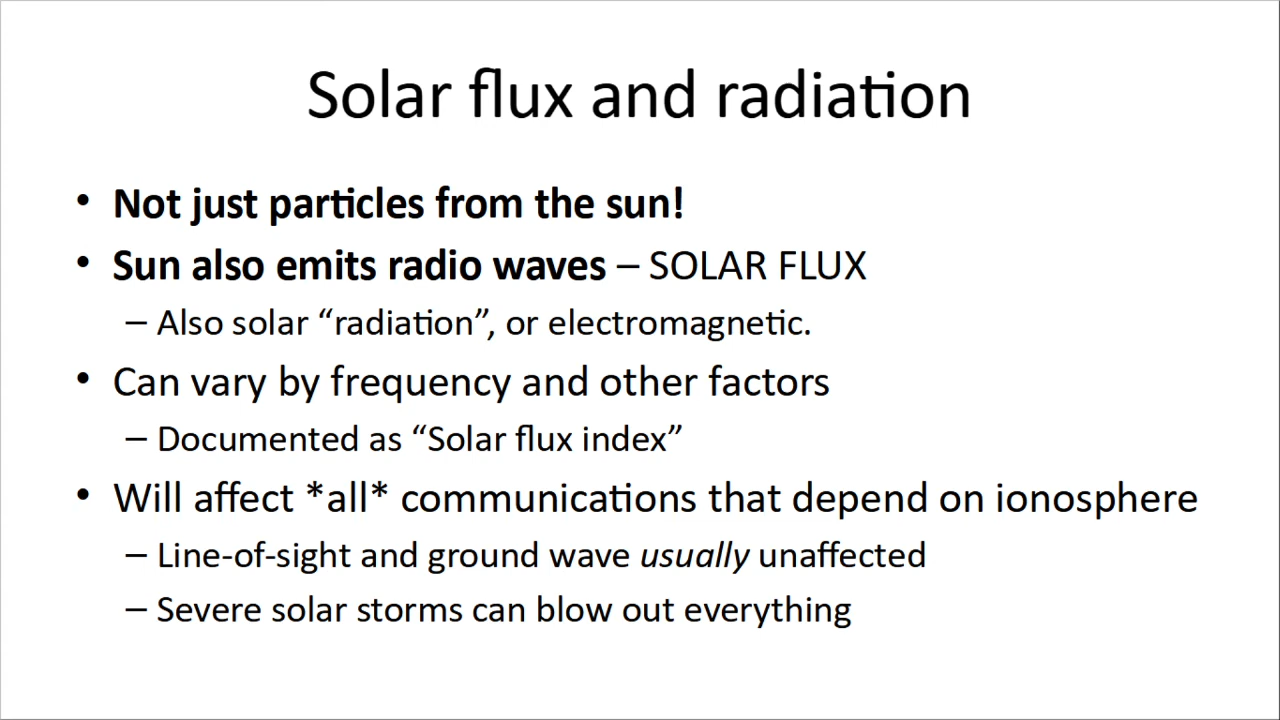 Solar flux and radiation
• Not just particles from the sun!
• Sun also emits radio waves – SOLAR FLUX
– Also solar “radiation”, or electromagnetic.
• Can vary by frequency and other factors
– Documented as “Solar flux index”
• Will affect *all* communications that depend on ionosphere
– Line-of-sight and ground wave usually unaffected
– Severe solar storms can blow out everything